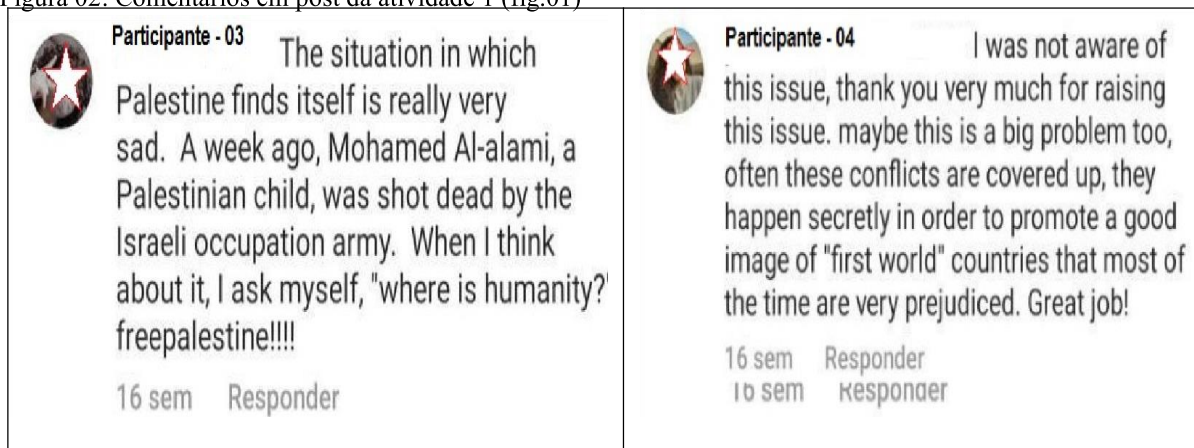 Figura 02: Comentários em post da atividade 1 (fig.01)
Participante - 03
The situation in which
Palestine finds itself is really very
sad. A week ago, Mohamed Al-alami, a
Palestinian child, was shot dead by the
Israeli occupation army. When I think
about it, I ask myself, "where is humanity?'
freepalestine!!!!
16 sem Responder
Participante - 04
I was not aware of
this issue, thank you very much for raising
this issue. maybe this is a big problem too,
often these conflicts are covered up, they
happen secretly in order to promote a good
image of "first world" countries that most of
the time are very prejudiced. Great job!
16 sem Responder
16 sem Responder